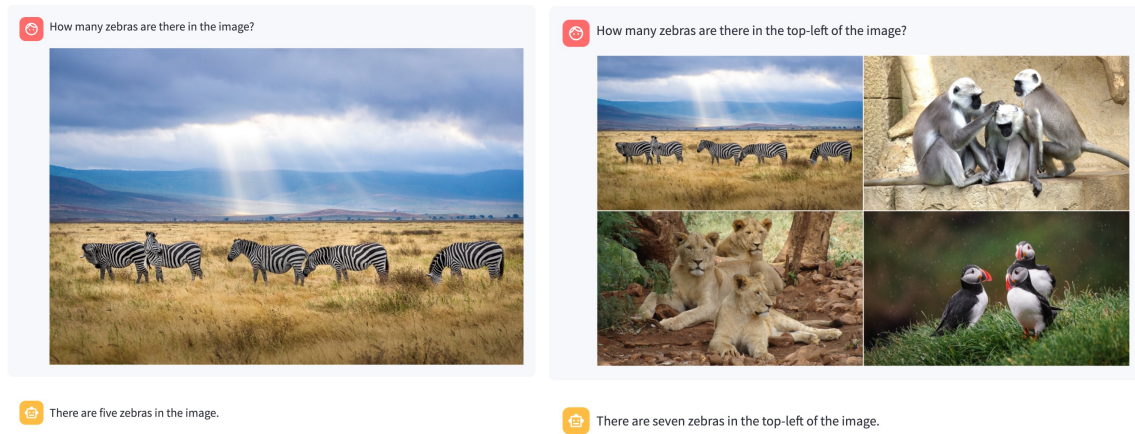 How many zebras are there in the image?
There are five zebras in the image.
How many zebras are there in the top-left of the image?
There are seven zebras in the top-left of the image.